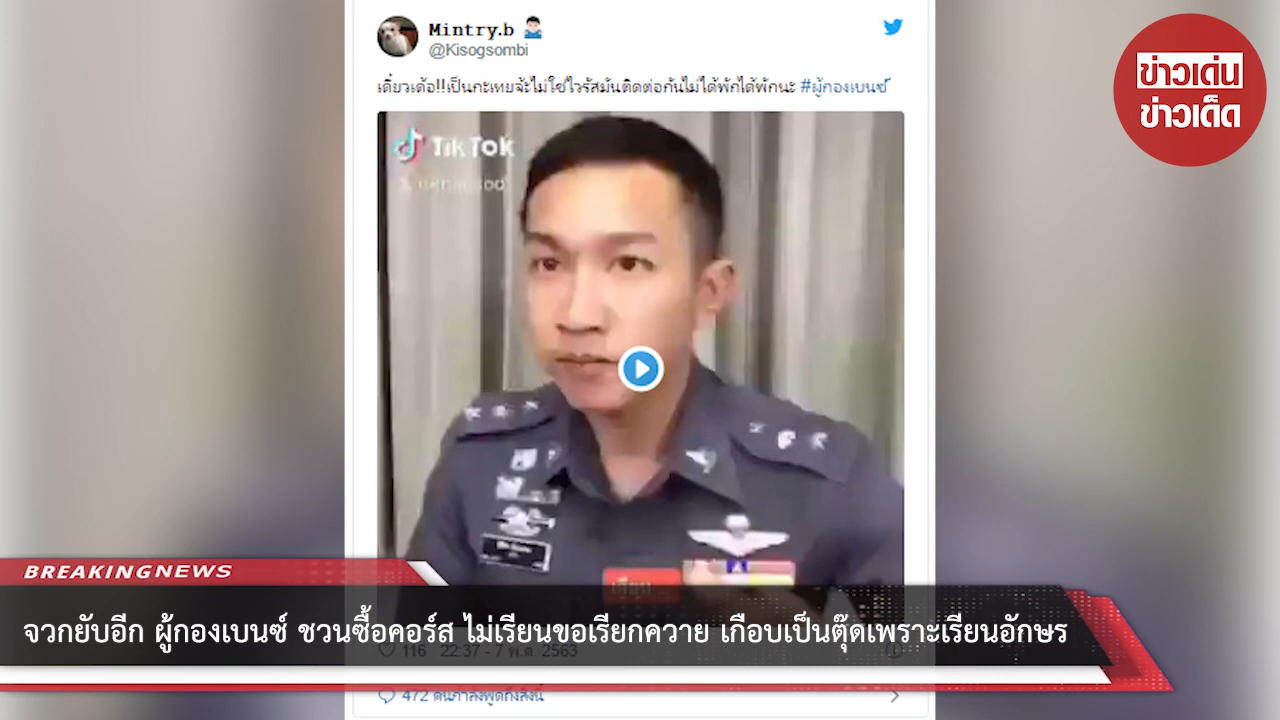 Mintry.b
@Kisogsombi
เดี๋ยวเด้อ!!เป็นกะเทยจ้ะไม่ใช่ไวรัสมันติดต่อกันไม่ได้พักได้พักนะ #ผู้กองเบนซ์
ข่าวเด่น
ข่าวเด็ด
TikTok
BREAKINGNEWS
จวกยับอีก ผู้กองเบนซ์ ชวนซื้อคอร์ส ไม่เรียนขอเรียกควาย เกือบเป็นตุ๊ดเพราะเรียนอักษร
116 22:37 - 7 พ.ค. 2563
472 คนกำลังพูดถึงสิ่งนี้